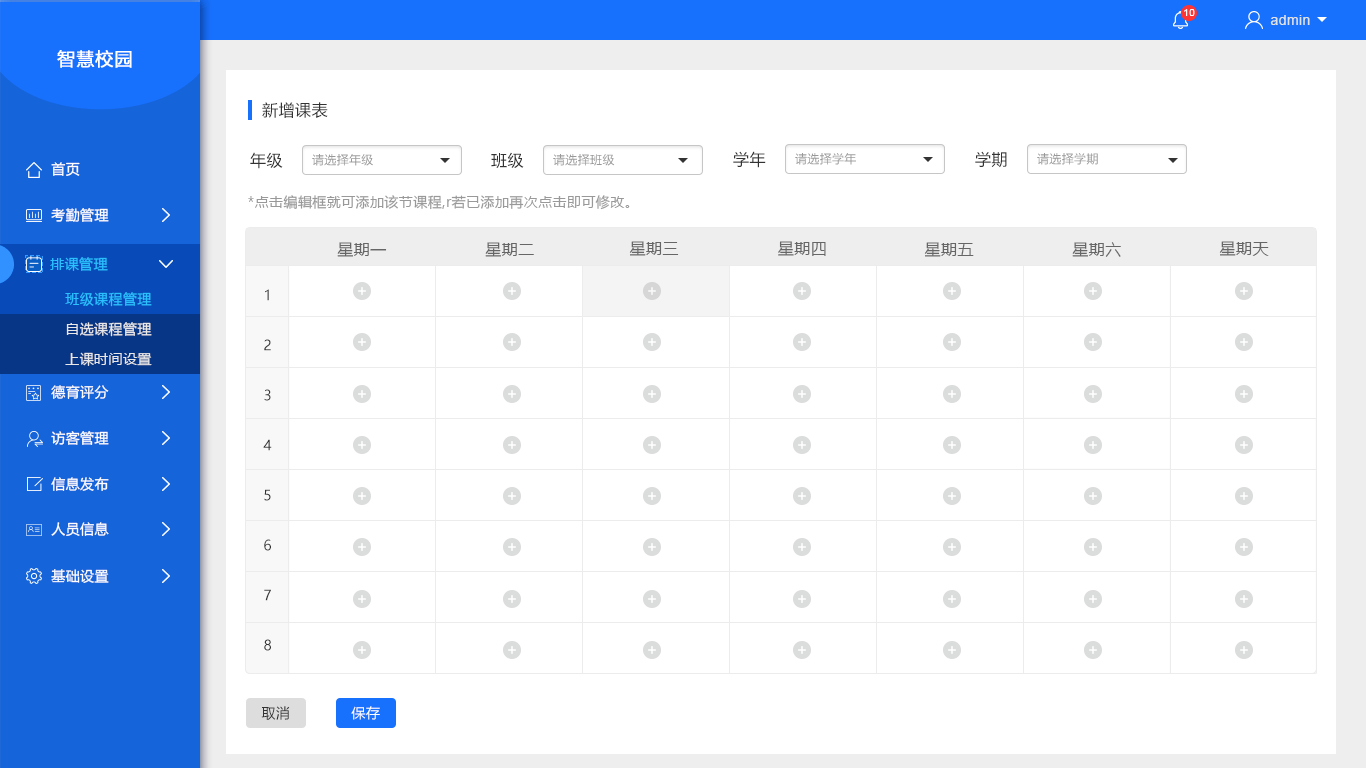 10
admin
智慧校园
首页
考勤管理
排课管理
班级课程管理
自选课程管理
上课时间设置
德育评分
访客管理
信息发布
人员信息
基础设置
新增课表
年级 请选择年级 班级 请选择班级 学年 请选择学年 学期 请选择学期
*点击编辑框就可添加该节课程,r若已添加再次点击即可修改。
星期一 星期二 星期三 星期四 星期五 星期六 星期天
1
2
3
4
5
6
7
8
取消 保存